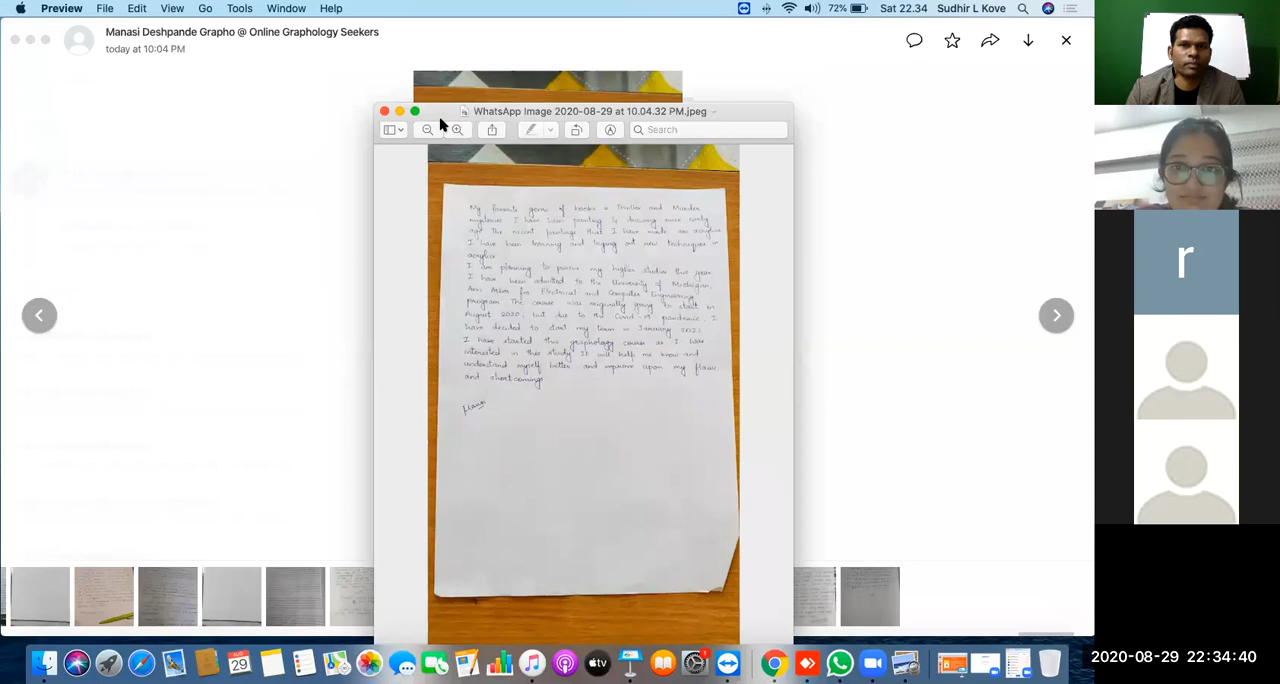 Preview File Edit View Go Tools Window Help 72% Sat 22.34 Sudhir L Kove
Manasi Deshpande Grapho @ Online Graphology Seekers
today at 10:04 PM
WhatsApp Image 2020-08-29 at 10.04.32 PM.jpeg
Search
My favourite genre of books is Thriller and Murder
mysteries I have been painting & drawing since early
age The recent paintings that I have made are acrylics
I have been learning and trying out new techniques in
acrylics
I am planning to pursue my higher studies this year
I have been admitted to the University of Michigan,
Ann Arbor for Electrical and Computer Engineering
program. The course was originally going to start in
August 2020, but due to the Covid-19 pandemic, I
have decided to start my term in January 2021
I have started this graphology course as I was
interested in this study It will help me know and
understand myself better and improve upon my flaws
and shortcomings
r
AUG
29
tv
1
2020-08-29 22:34:40